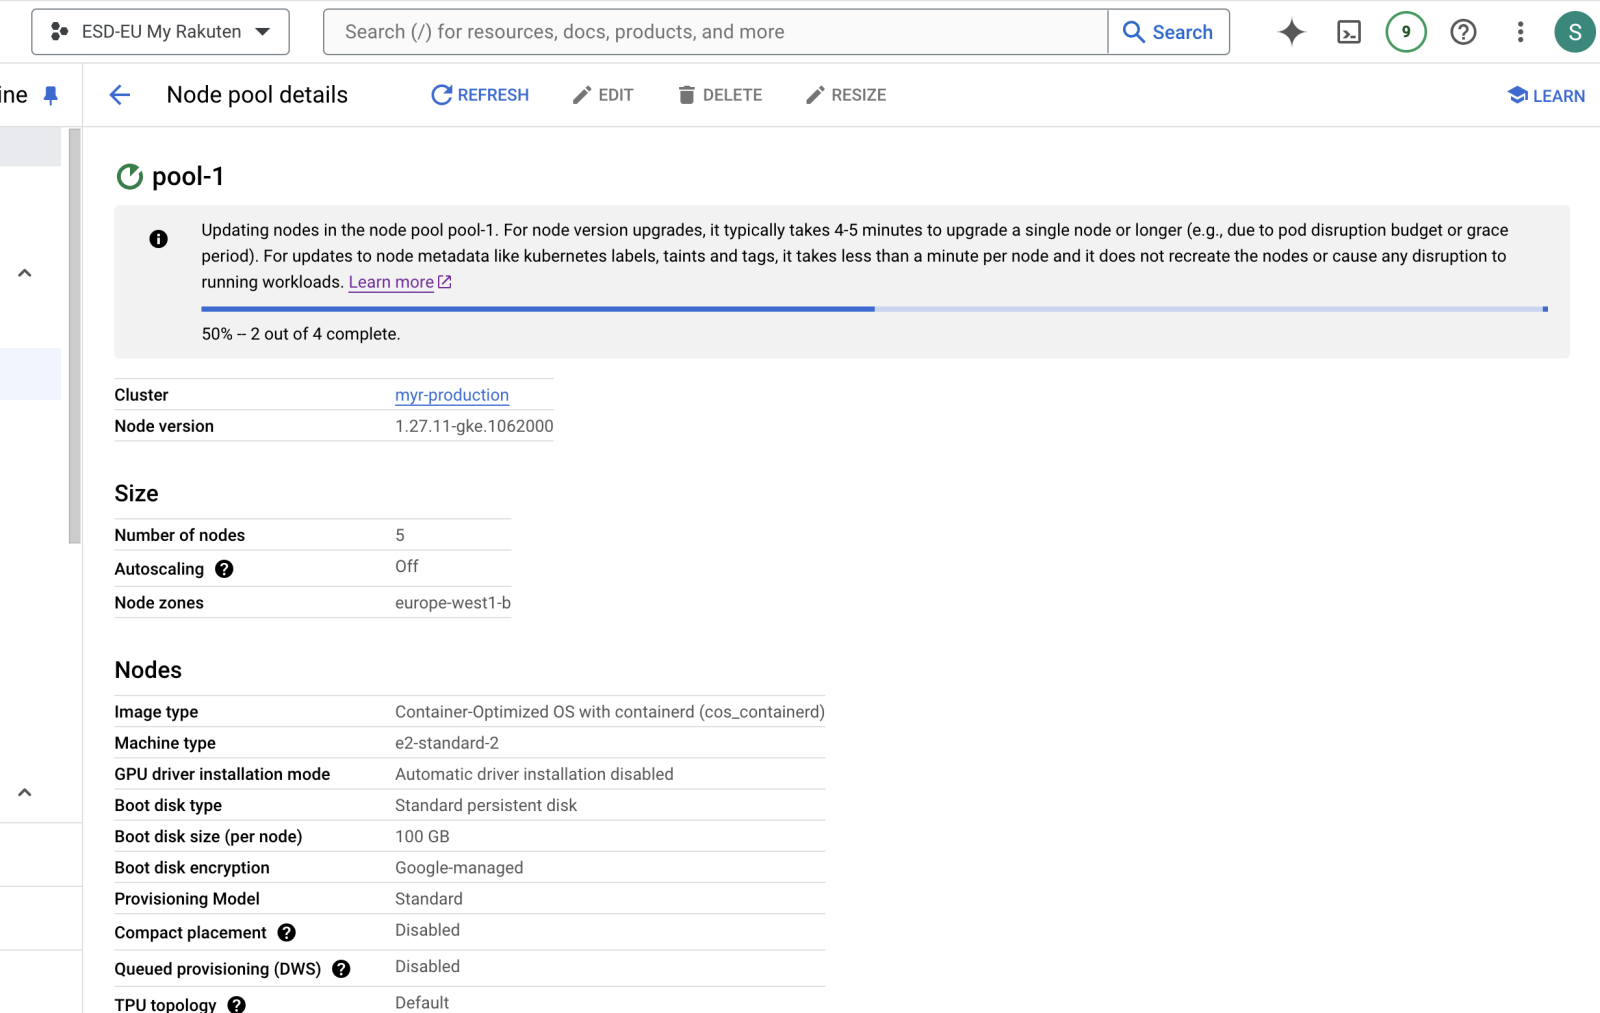 ESD-EU My Rakuten
Search (/) for resources, docs, products, and more
Search
9
S
ine
Node pool details
REFRESH
EDIT
DELETE
RESIZE
LEARN
pool-1
Updating nodes in the node pool pool-1. For node version upgrades, it typically takes 4-5 minutes to upgrade a single node or longer (e.g., due to pod disruption budget or grace
period). For updates to node metadata like kubernetes labels, taints and tags, it takes less than a minute per node and it does not recreate the nodes or cause any disruption to
running workloads. Learn more
50% -- 2 out of 4 complete.
Cluster myr-production
Node version 1.27.11-gke.1062000
Size
Number of nodes 5
Autoscaling Off
Node zones europe-west1-b
Nodes
Image type Container-Optimized OS with containerd (cos_containerd)
Machine type e2-standard-2
GPU driver installation mode Automatic driver installation disabled
Boot disk type Standard persistent disk
Boot disk size (per node) 100 GB
Boot disk encryption Google-managed
Provisioning Model Standard
Compact placement Disabled
Queued provisioning (DWS) Disabled
TPU topology Default